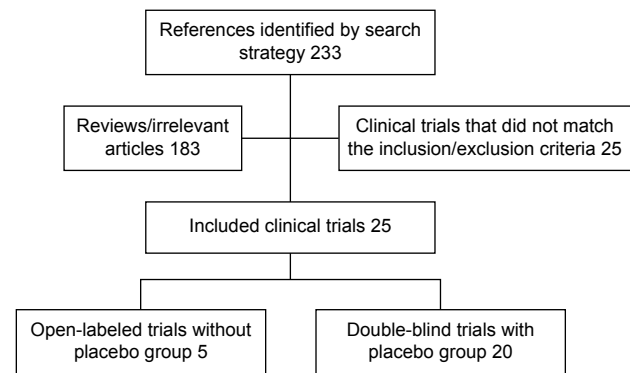 References identified by search
strategy 233
Reviews/irrelevant
articles 183
Clinical trials that did not match
the inclusion/exclusion criteria 25
Included clinical trials 25
Open-labeled trials without
placebo group 5
Double-blind trials with
placebo group 20